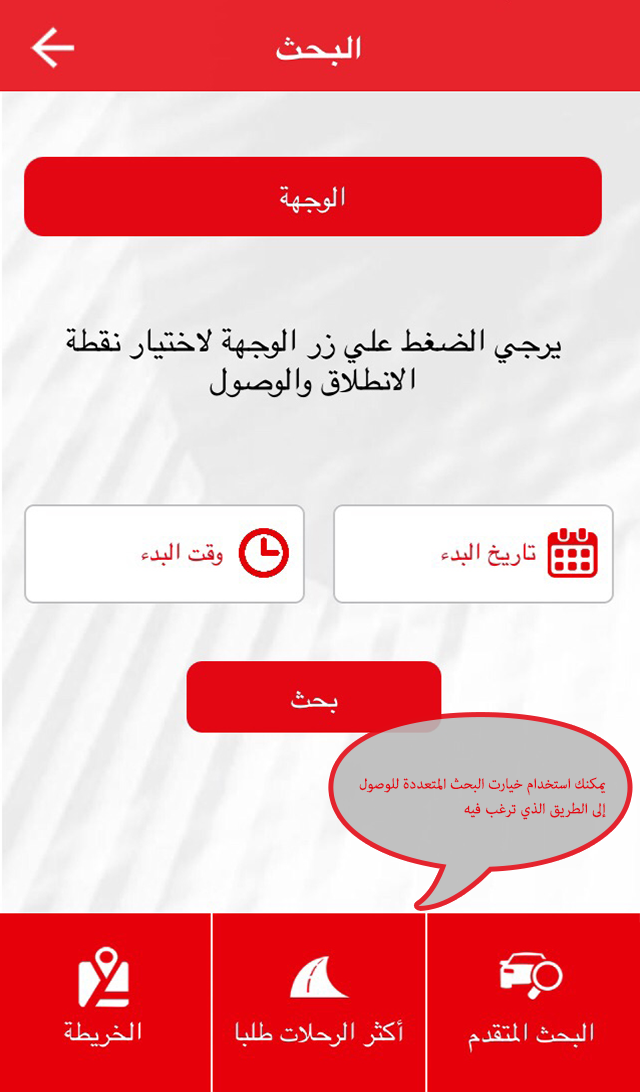 البحث
الوجهة
يرجي الضغط علي زر الوجهة لاختيار نقطة
الانطلاق والوصول
تاريخ البدء
وقت البدء
بحث
يمكنك استخدام خيارت البحث المتعددة للوصول
إلى الطريق الذي ترغب فيه
البحث المتقدم
أكثر الرحلات طلبا
الخريطة